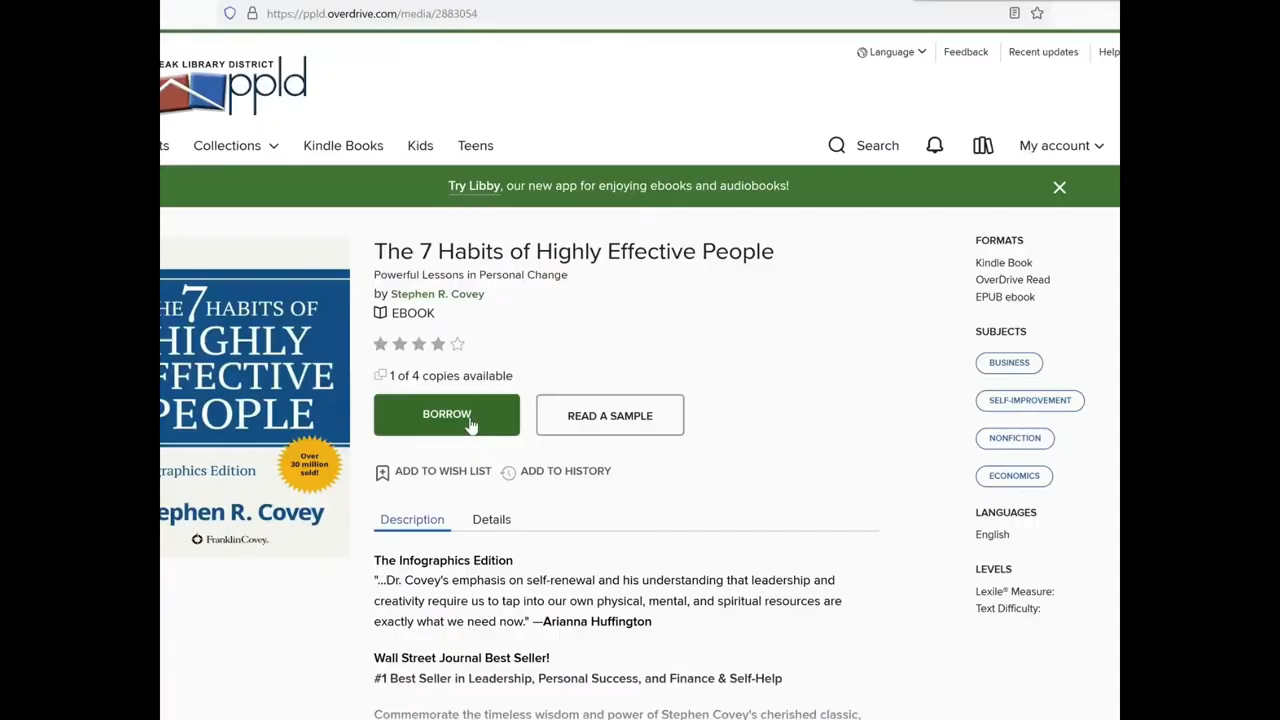 https://ppld.overdrive.com/media/2883054
Language
Feedback
Recent updates
Help
EAK LIBRARY DISTRICT
ppld
ts
Collections
Kindle Books
Kids
Teens
Search
My account
Try Libby, our new app for enjoying ebooks and audiobooks!
The 7 Habits of Highly Effective People
Powerful Lessons in Personal Change
by Stephen R. Covey
EBOOK
1 of 4 copies available
BORROW
READ A SAMPLE
ADD TO WISH LIST
ADD TO HISTORY
Description
Details
The Infographics Edition
"...Dr. Covey's emphasis on self-renewal and his understanding that leadership and
creativity require us to tap into our own physical, mental, and spiritual resources are
exactly what we need now." —Arianna Huffington
Wall Street Journal Best Seller!
#1 Best Seller in Leadership, Personal Success, and Finance & Self-Help
Commemorate the timeless wisdom and power of Stephen Covey's cherished classic,
HE 7 HABITS OF
HIGHLY
FFECTIVE
PEOPLE
Over
30 million
sold!
graphics Edition
ephen R. Covey
FranklinCovey.
FORMATS
Kindle Book
OverDrive Read
EPUB ebook
SUBJECTS
BUSINESS
SELF-IMPROVEMENT
NONFICTION
ECONOMICS
LANGUAGES
English
LEVELS
Lexile® Measure:
Text Difficulty: